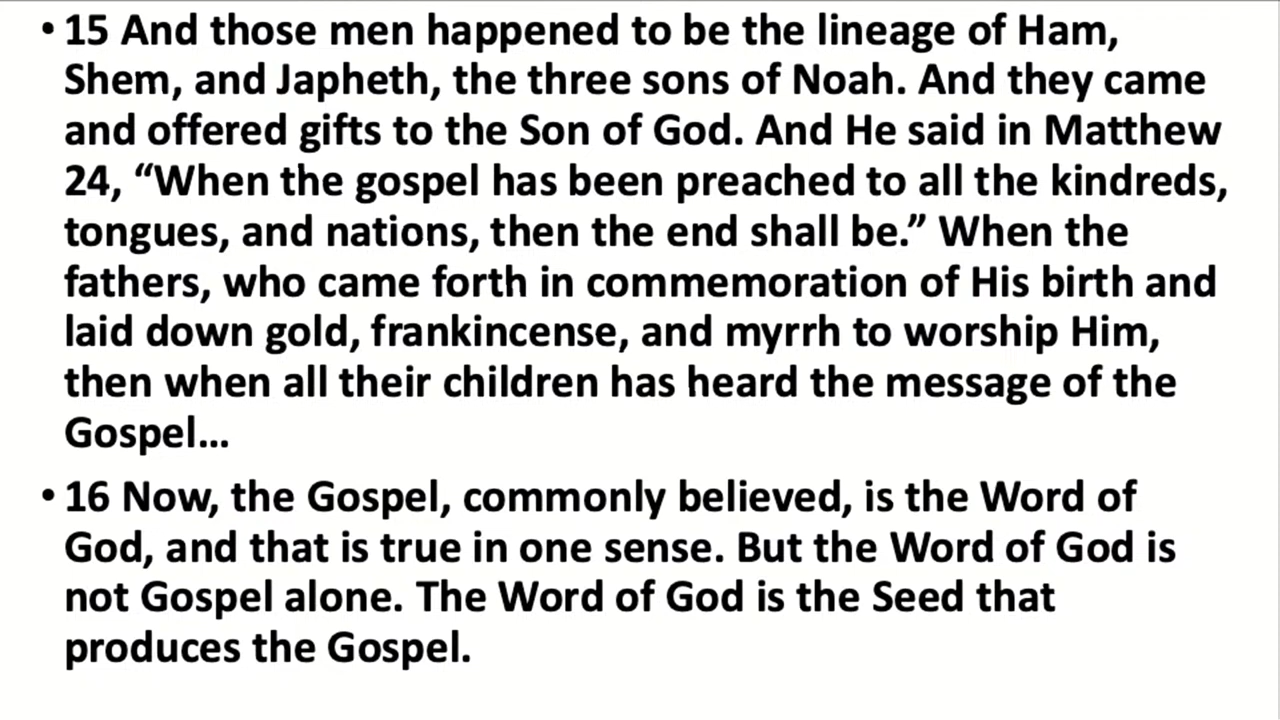 • 15 And those men happened to be the lineage of Ham,
Shem, and Japheth, the three sons of Noah. And they came
and offered gifts to the Son of God. And He said in Matthew
24, “When the gospel has been preached to all the kindreds,
tongues, and nations, then the end shall be.” When the
fathers, who came forth in commemoration of His birth and
laid down gold, frankincense, and myrrh to worship Him,
then when all their children has heard the message of the
Gospel...
• 16 Now, the Gospel, commonly believed, is the Word of
God, and that is true in one sense. But the Word of God is
not Gospel alone. The Word of God is the Seed that
produces the Gospel.